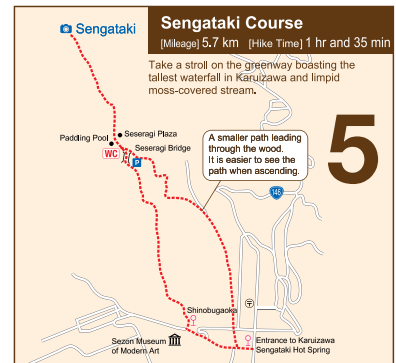 Sengataki Course
[Mileage] 5.7 km [Hike Time] 1 hr and 35 min
Sengataki
Take a stroll on the greenway boasting the
tallest waterfall in Karuizawa and limpid
moss-covered stream.
5
Seseragi Plaza
Paddling Pool
Seseragi Bridge
WC
P
A smaller path leading
through the wood.
It is easier to see the
path when ascending.
146
Shinobugaoka
Sezon Museum
of Modern Art
Entrance to Karuizawa
Sengataki Hot Spring